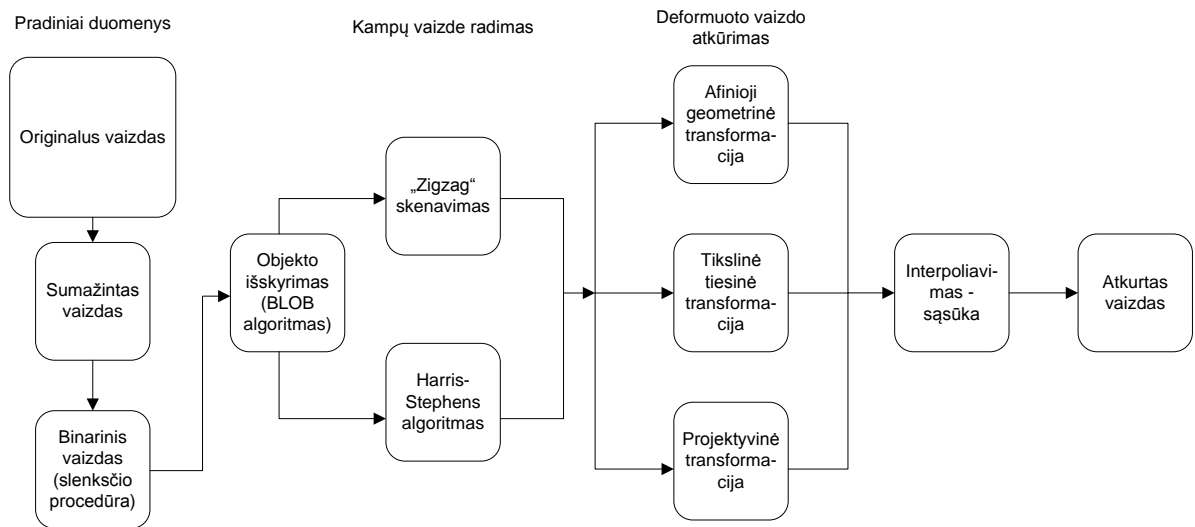 Pradiniai duomenys
Kampų vaizde radimas
Deformuoto vaizdo
atkūrimas
Originalus vaizdas
Sumažintas
vaizdas
Binarinis
vaizdas
(slenksčio
procedūra)
Objekto
išskyrimas
(BLOB
algoritmas)
„Zigzag“
skenavimas
Harris-
Stephens
algoritmas
Afinioji
geometrinė
transforma-
cija
Tikslinė
tiesinė
transforma-
cija
Projektyvinė
transforma-
cija
Interpoliavi-
mas -
sąsūka
Atkurtas
vaizdas